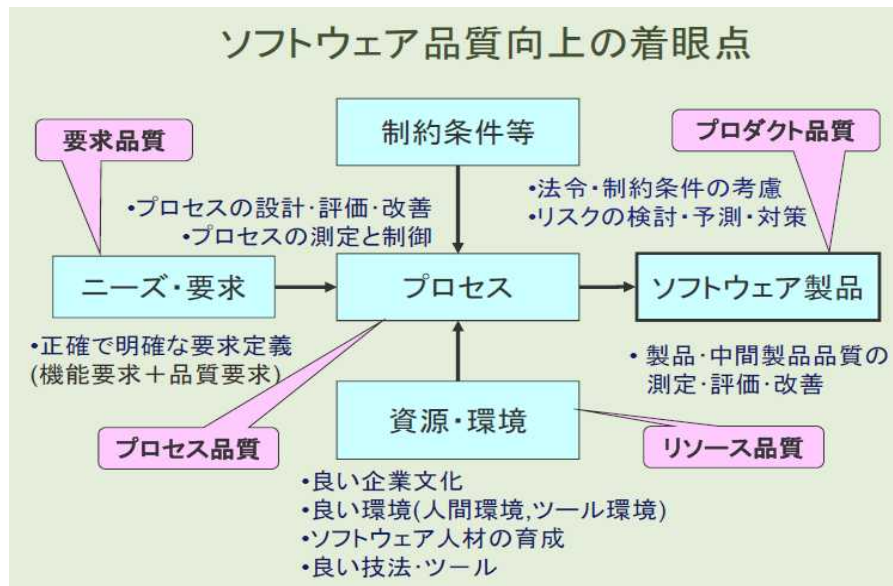 ソフトウェア品質向上の着眼点
要求品質
制約条件等
プロダクト品質
•プロセスの設計・評価・改善
•プロセスの測定と制御
•法令・制約条件の考慮
•リスクの検討・予測・対策
ニーズ・要求
プロセス
ソフトウェア製品
•正確で明確な要求定義
(機能要求＋品質要求)
• 製品・中間製品品質の
測定・評価・改善
プロセス品質
資源・環境
リソース品質
•良い企業文化
•良い環境(人間環境,ツール環境)
•ソフトウェア人材の育成
•良い技法・ツール